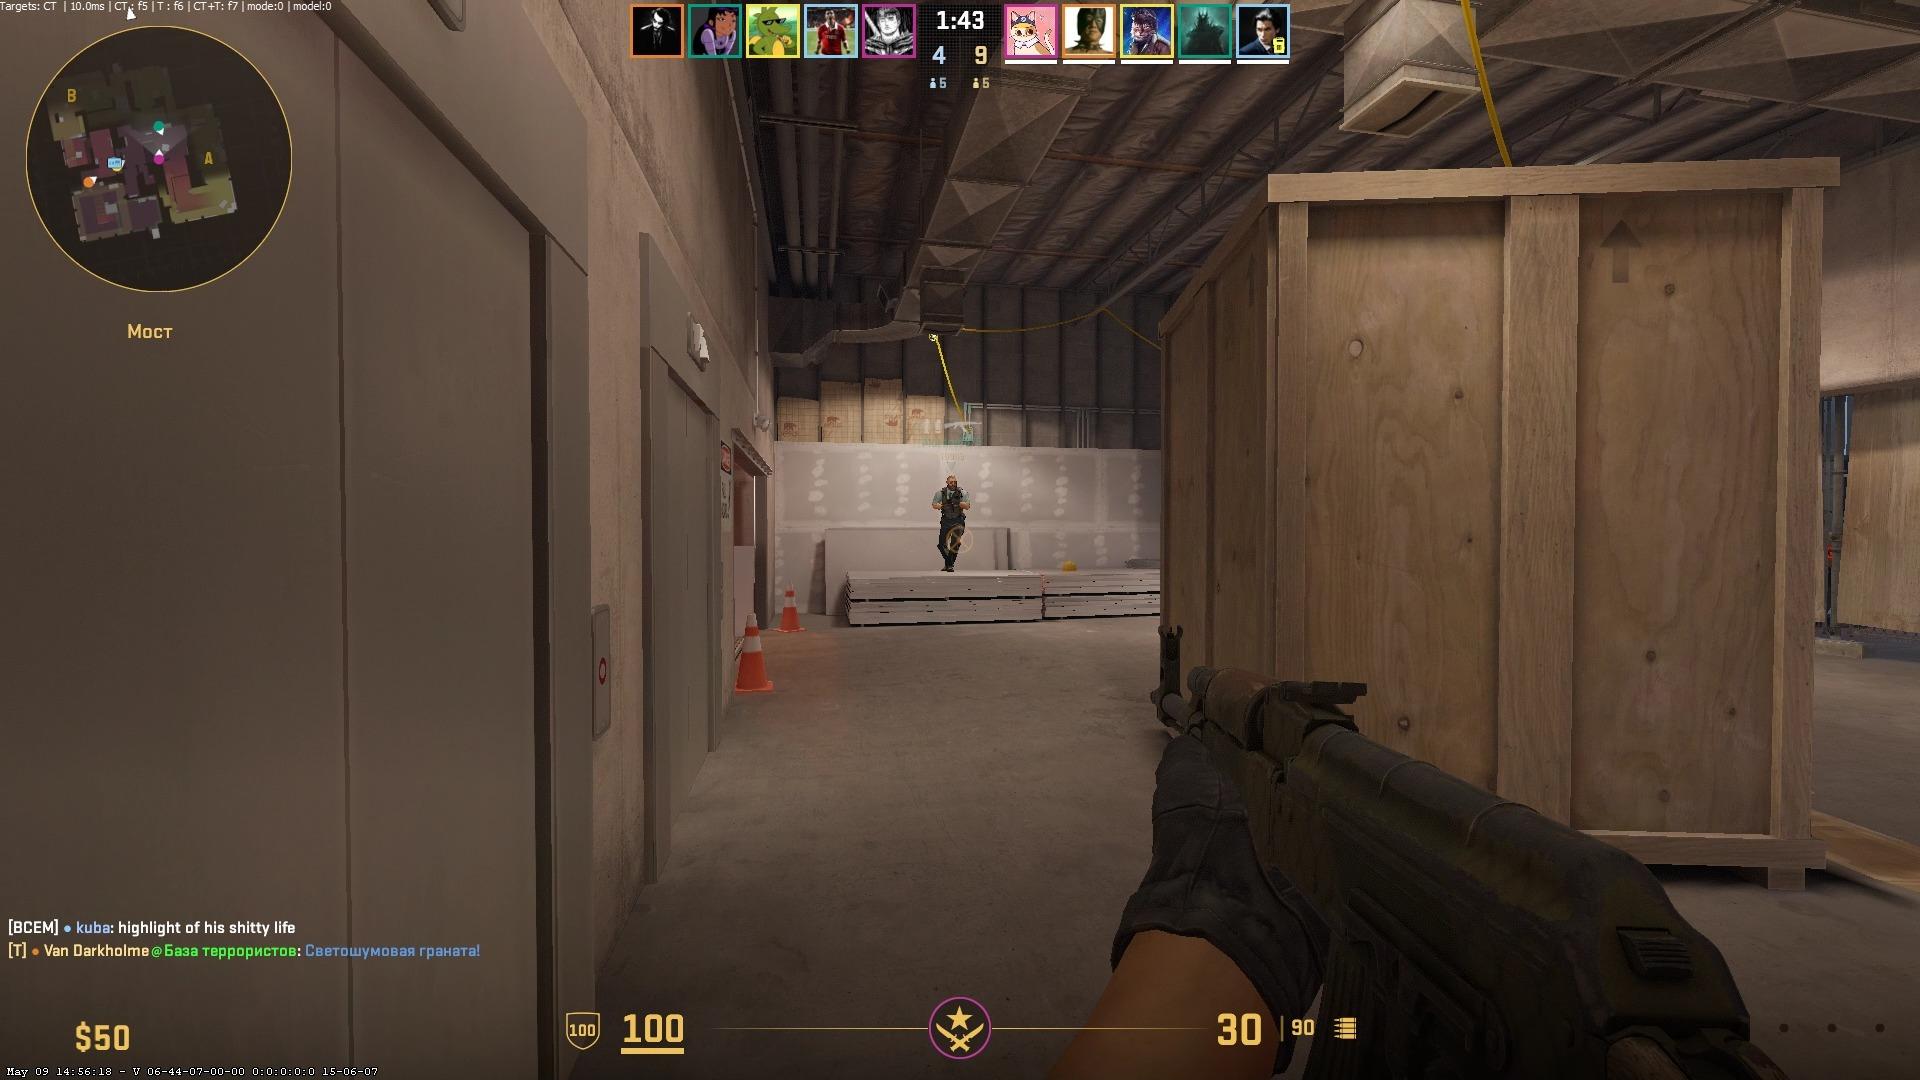 Targets: CT | 10.0ms | CT : f5 | T : f6 | CT+T: f7 | mode:0 | model:0
1:43
4 9
5 5
6
B
A
Мост
[ВСЕМ] ● kuba: highlight of his shitty life
[T] ● Van Darkholme@База террористов: Светошумовая граната!
$50
100 100
30 | 90
May 09 14:56:18 - V 06-44-07-00-00 0:0:0:0:0 15-06-07